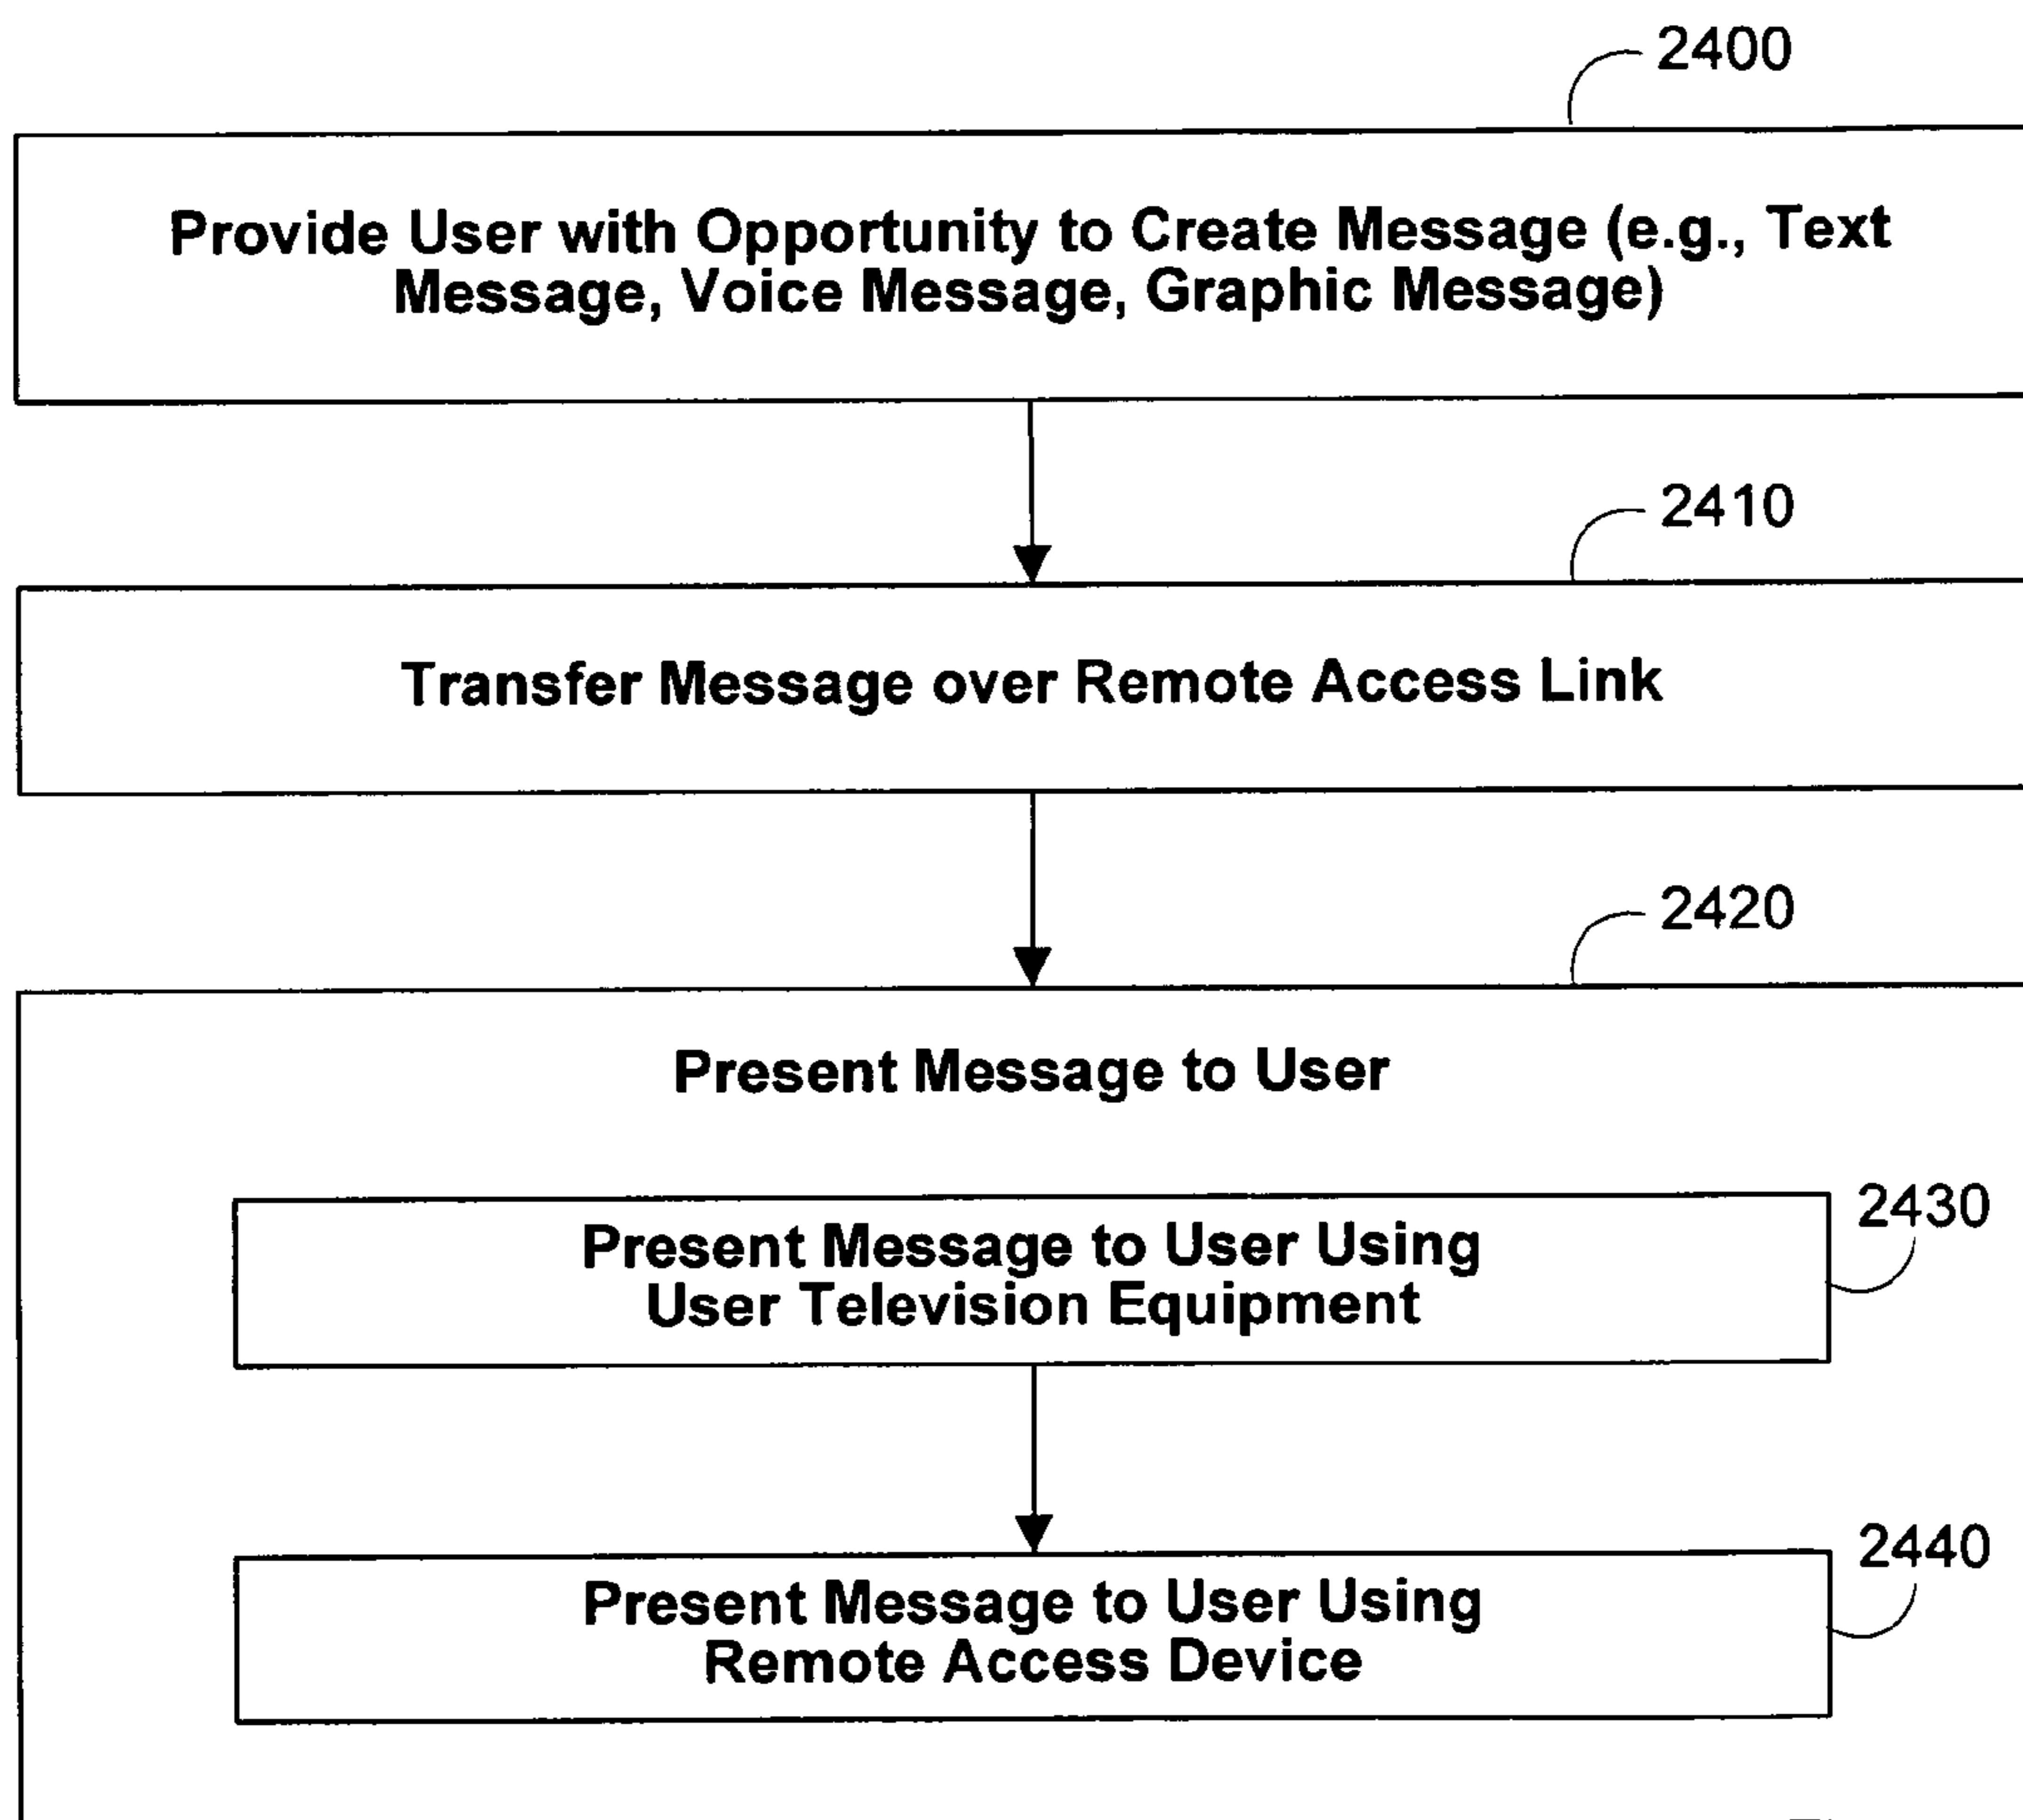 2400
Provide User with Opportunity to Create Message (e.g., Text
Message, Voice Message, Graphic Message)
2410
Transfer Message over Remote Access Link
2420
Present Message to User
2430
Present Message to User Using
User Television Equipment
2440
Present Message to User Using
Remote Access Device